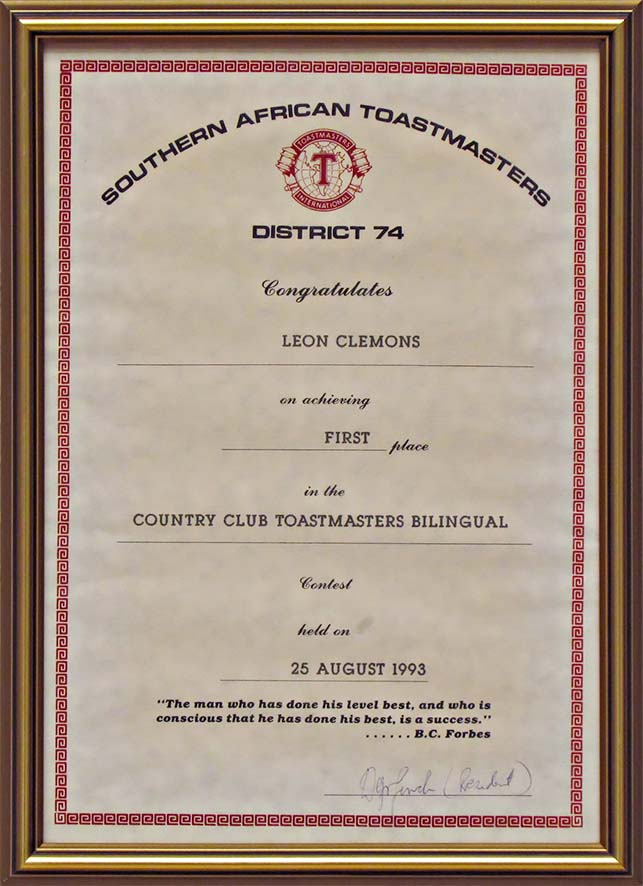 SOUTHERN AFRICAN TOASTMASTERS
TOASTMASTERS
T
INTERNATIONAL
DISTRICT 74
Congratulates
LEON CLEMONS
on achieving
FIRST place
in the
COUNTRY CLUB TOASTMASTERS BILINGUAL
Contest
held on
25 AUGUST 1993
"The man who has done his level best, and who is
conscious that he has done his best, is a success."
. . . . . . B.C. Forbes
(President)